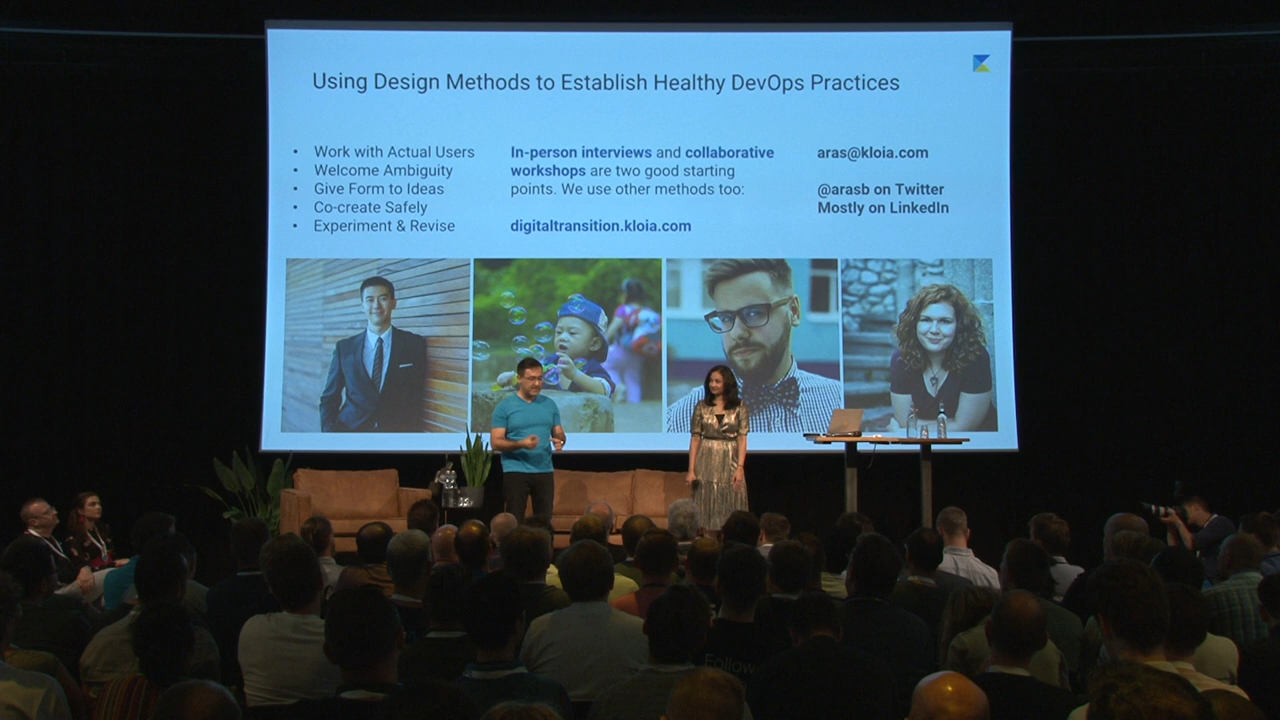 Using Design Methods to Establish Healthy DevOps Practices
• Work with Actual Users
• Welcome Ambiguity
• Give Form to Ideas
• Co-create Safely
• Experiment & Revise
In-person interviews and collaborative
workshops are two good starting
points. We use other methods too:
digitaltransition.kloia.com
aras@kloia.com
@arasb on Twitter
Mostly on LinkedIn
Follow